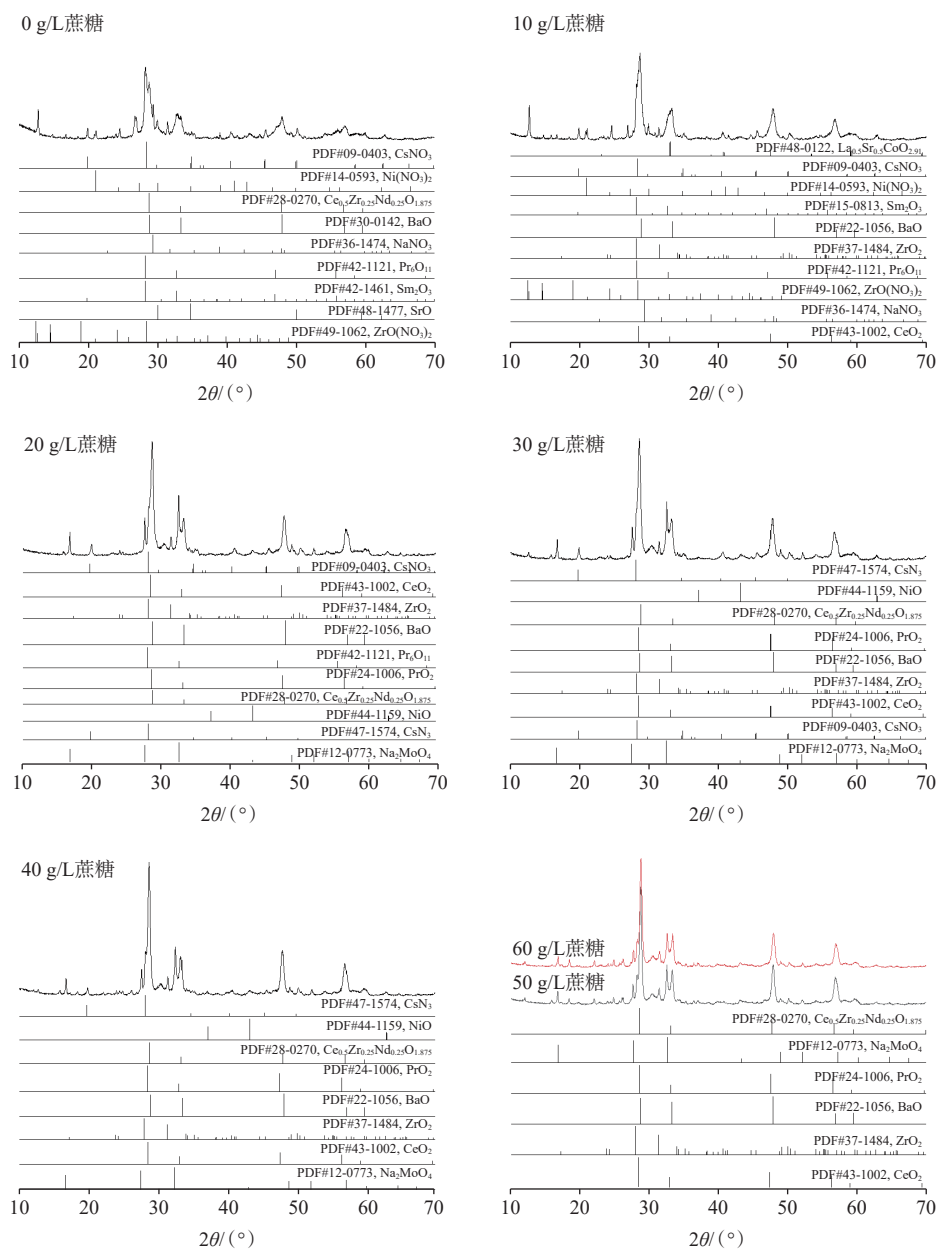 0 g/L蔗糖
PDF#09-0403, CsNO₃
PDF#14-0593, Ni(NO₃)₂
PDF#28-0270, Ce₀.₅Zr₀.₂₅Nd₀.₂₅O₁.₈₇₅
PDF#30-0142, BaO
PDF#36-1474, NaNO₃
PDF#42-1121, Pr₆O₁₁
PDF#42-1461, Sm₂O₃
PDF#48-1477, SrO
PDF#49-1062, ZrO(NO₃)₂
10 20 30 40 50 60 70
2θ/(°)
10 g/L蔗糖
PDF#48-0122, La₀.₅Sr₀.₅CoO₂.₉₁
PDF#09-0403, CsNO₃
PDF#14-0593, Ni(NO₃)₂
PDF#15-0813, Sm₂O₃
PDF#22-1056, BaO
PDF#37-1484, ZrO₂
PDF#42-1121, Pr₆O₁₁
PDF#49-1062, ZrO(NO₃)₂
PDF#36-1474, NaNO₃
PDF#43-1002, CeO₂
10 20 30 40 50 60 70
2θ/(°)
20 g/L蔗糖
PDF#09-0403, CsNO₃
PDF#43-1002, CeO₂
PDF#37-1484, ZrO₂
PDF#22-1056, BaO
PDF#42-1121, Pr₆O₁₁
PDF#24-1006, PrO₂
PDF#28-0270, Ce₀.₅Zr₀.₂₅Nd₀.₂₅O₁.₈₇₅
PDF#44-1159, NiO
PDF#47-1574, CsN₃
PDF#12-0773, Na₂MoO₄
10 20 30 40 50 60 70
2θ/(°)
30 g/L蔗糖
PDF#47-1574, CsN₃
PDF#44-1159, NiO
PDF#28-0270, Ce₀.₅Zr₀.₂₅Nd₀.₂₅O₁.₈₇₅
PDF#24-1006, PrO₂
PDF#22-1056, BaO
PDF#37-1484, ZrO₂
PDF#43-1002, CeO₂
PDF#09-0403, CsNO₃
PDF#12-0773, Na₂MoO₄
10 20 30 40 50 60 70
2θ/(°)
40 g/L蔗糖
PDF#47-1574, CsN₃
PDF#44-1159, NiO
PDF#28-0270, Ce₀.₅Zr₀.₂₅Nd₀.₂₅O₁.₈₇₅
PDF#24-1006, PrO₂
PDF#22-1056, BaO
PDF#37-1484, ZrO₂
PDF#43-1002, CeO₂
PDF#12-0773, Na₂MoO₄
10 20 30 40 50 60 70
2θ/(°)
60 g/L蔗糖
50 g/L蔗糖
PDF#28-0270, Ce₀.₅Zr₀.₂₅Nd₀.₂₅O₁.₈₇₅
PDF#12-0773, Na₂MoO₄
PDF#24-1006, PrO₂
PDF#22-1056, BaO
PDF#37-1484, ZrO₂
PDF#43-1002, CeO₂
10 20 30 40 50 60 70
2θ/(°)